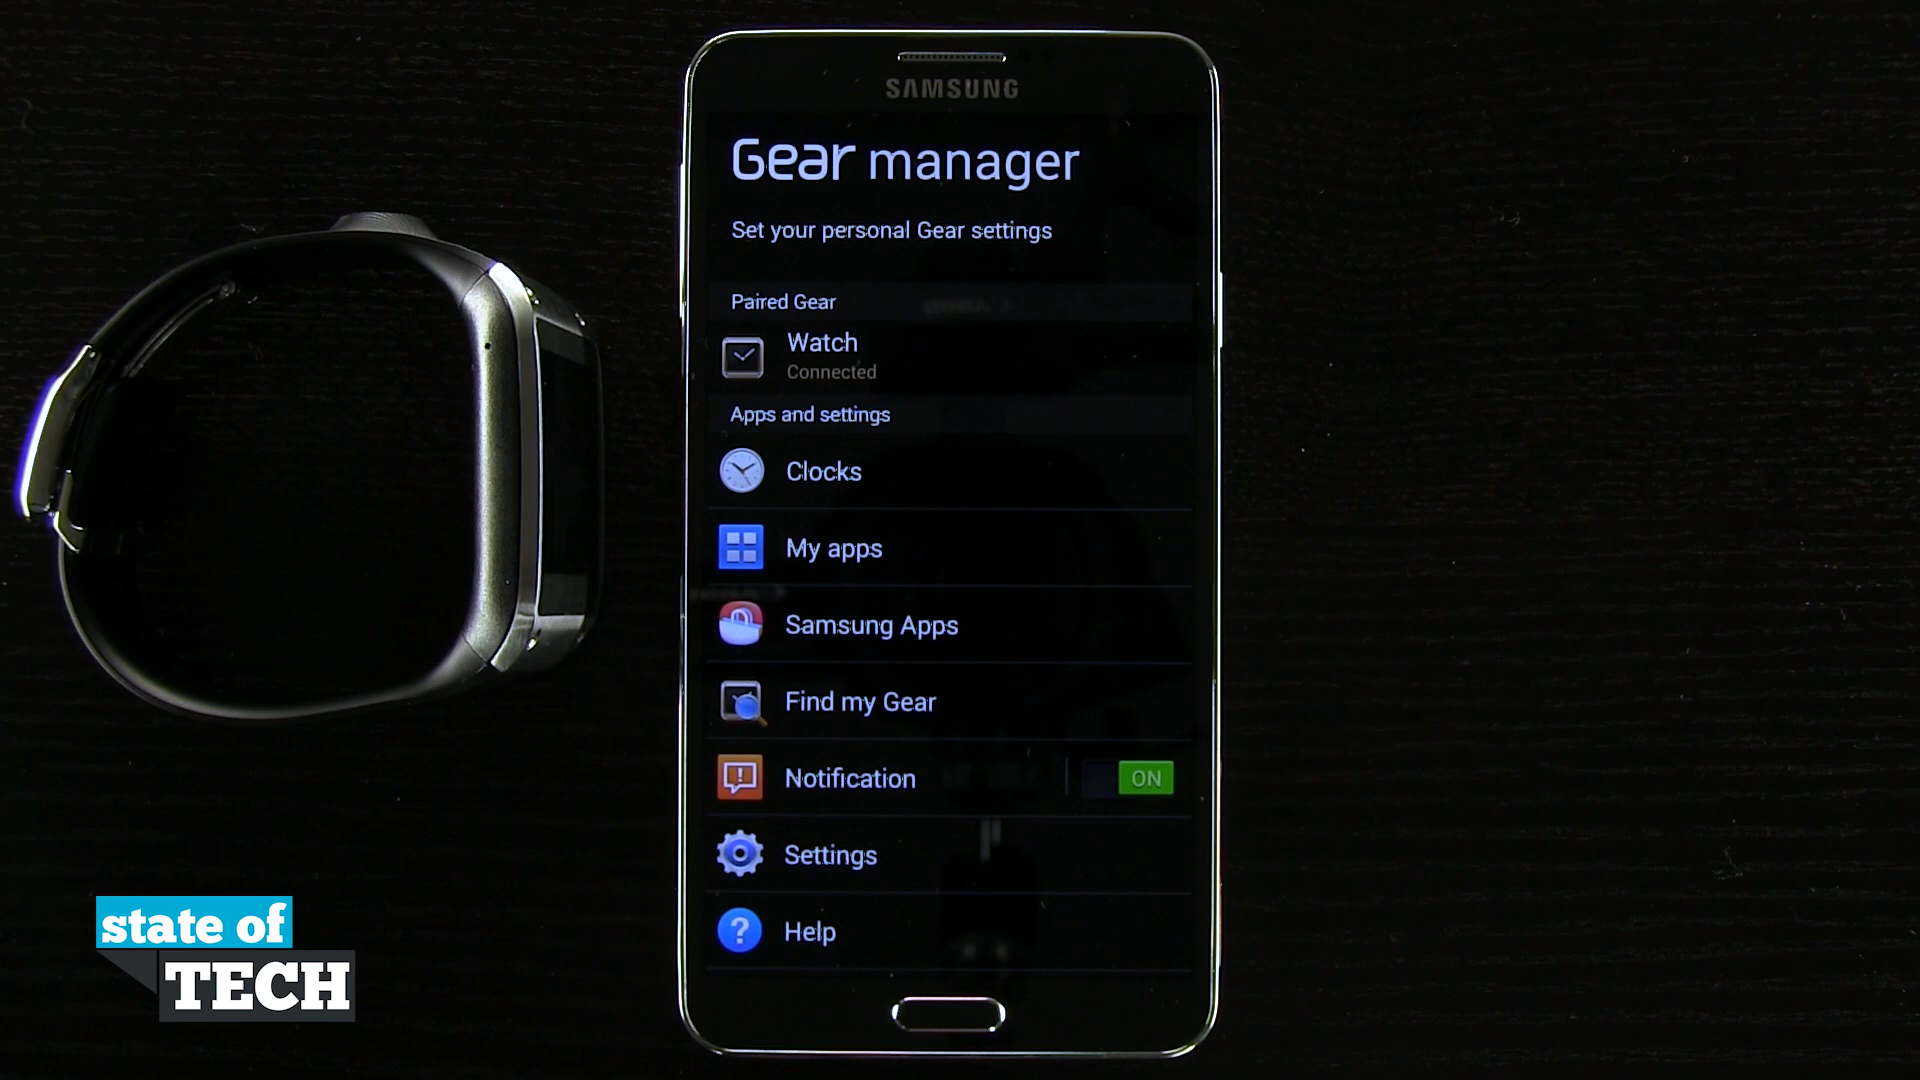 SAMSUNG
Gear manager
Set your personal Gear settings
Paired Gear
Watch
Connected
Apps and settings
Clocks
My apps
Samsung Apps
Find my Gear
Notification ON
Settings
Help
state of
TECH